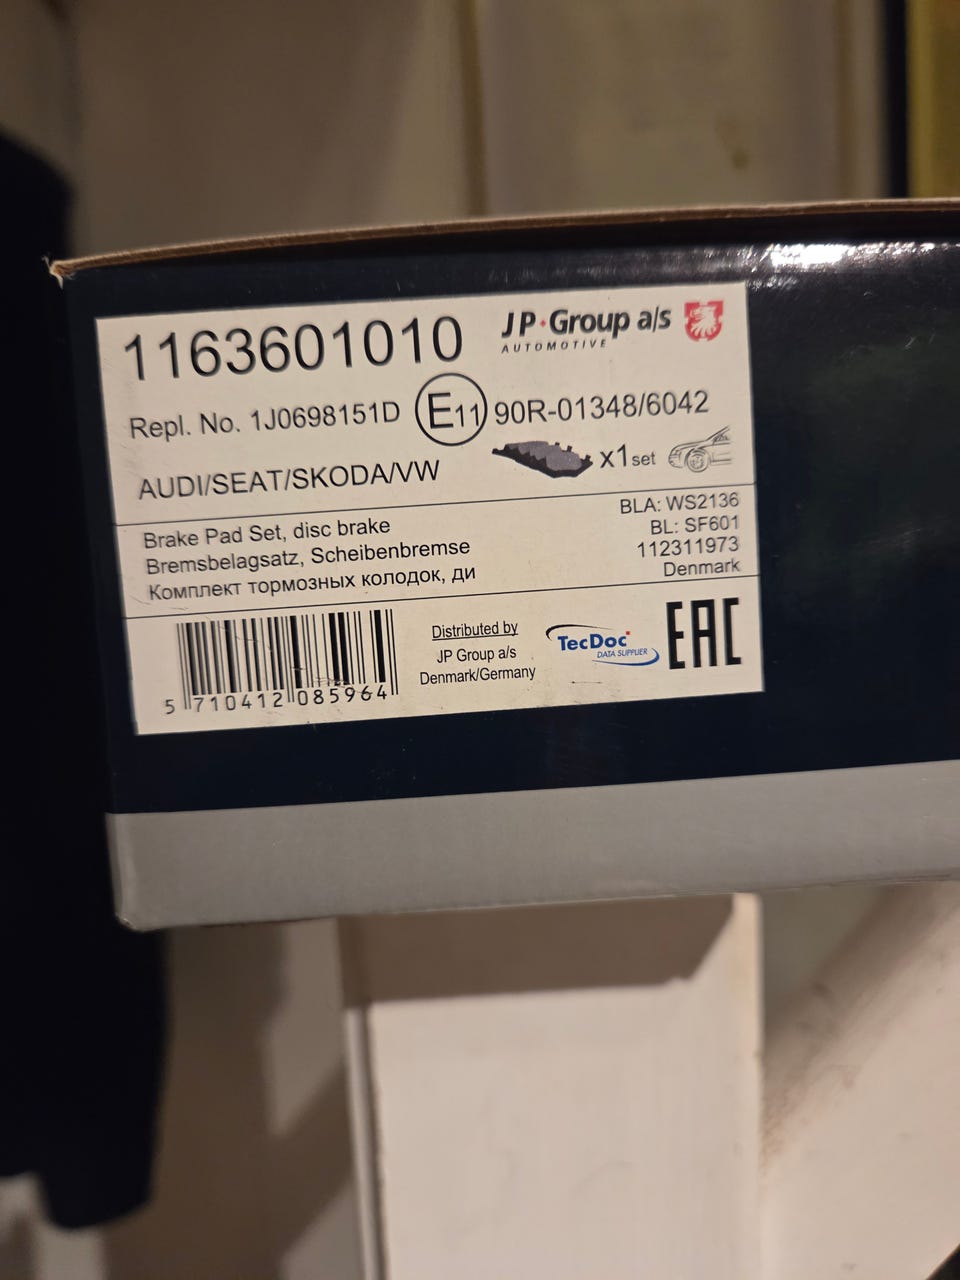 1163601010
JP Group a/s
AUTOMOTIVE
Repl. No. 1J0698151D E11 90R-01348/6042
x1 set
AUDI/SEAT/SKODA/VW
Brake Pad Set, disc brake
Bremsbelagsatz, Scheibenbremse
Комплект тормозных колодок, ди
BLA: WS2136
BL: SF601
112311973
Denmark
5 710412 085964
Distributed by
JP Group a/s
Denmark/Germany
TecDoc
DATA SUPPLIER
EAC